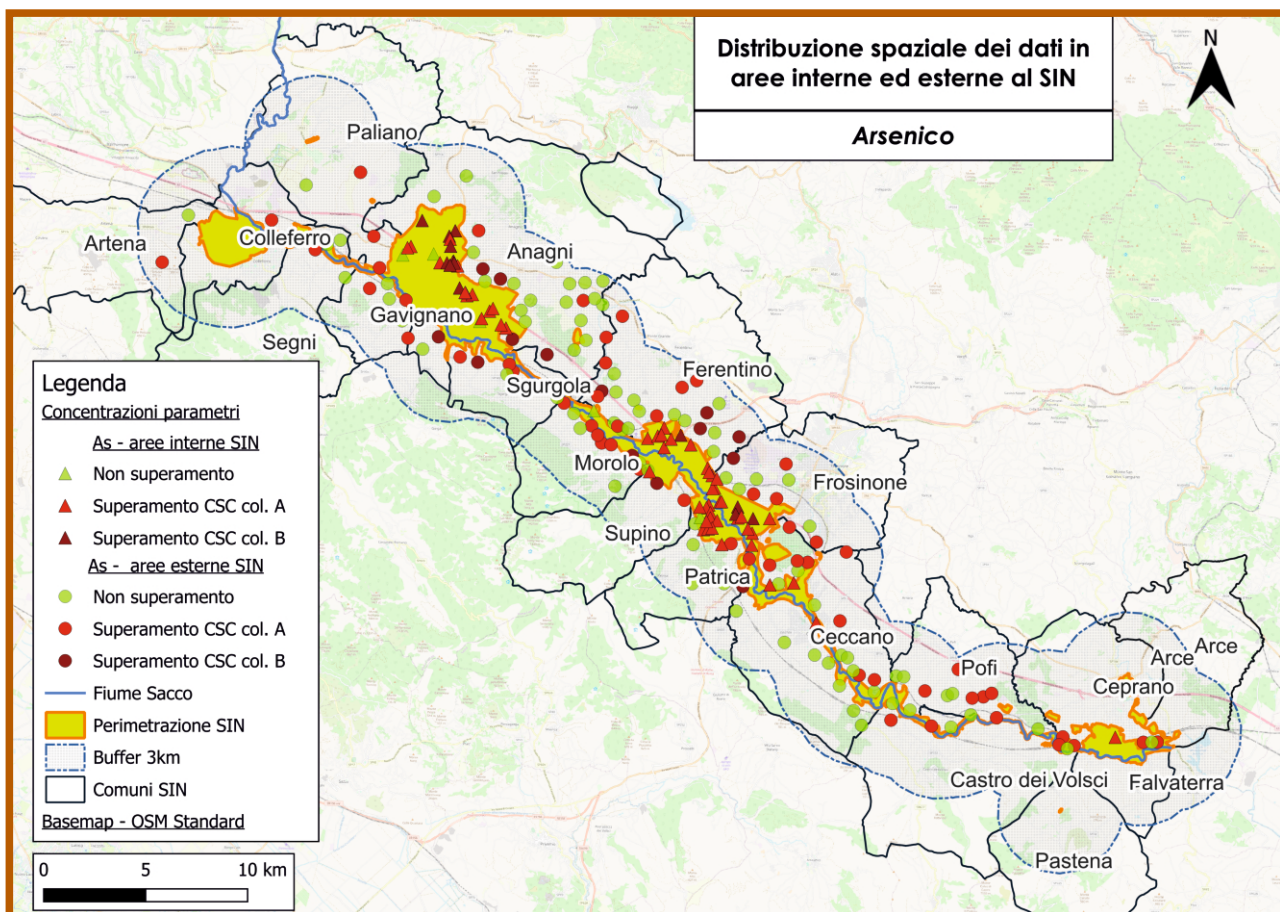 Distribuzione spaziale dei dati in
aree interne ed esterne al SIN
Arsenico
N
Paliano
Artena
Colleferro
Anagni
Gavignano
Segni
Sgurgola
Ferentino
Morolo
Frosinone
Supino
Patrica
Ceccano
Pofi
Arce
Arce
Ceprano
Castro dei Volsci
Falvaterra
Pastena
Legenda
Concentrazioni parametri
As - aree interne SIN
Non superamento
Superamento CSC col. A
Superamento CSC col. B
As - aree esterne SIN
Non superamento
Superamento CSC col. A
Superamento CSC col. B
Fiume Sacco
Perimetrazione SIN
Buffer 3km
Comuni SIN
Basemap - OSM Standard
0 5 10 km